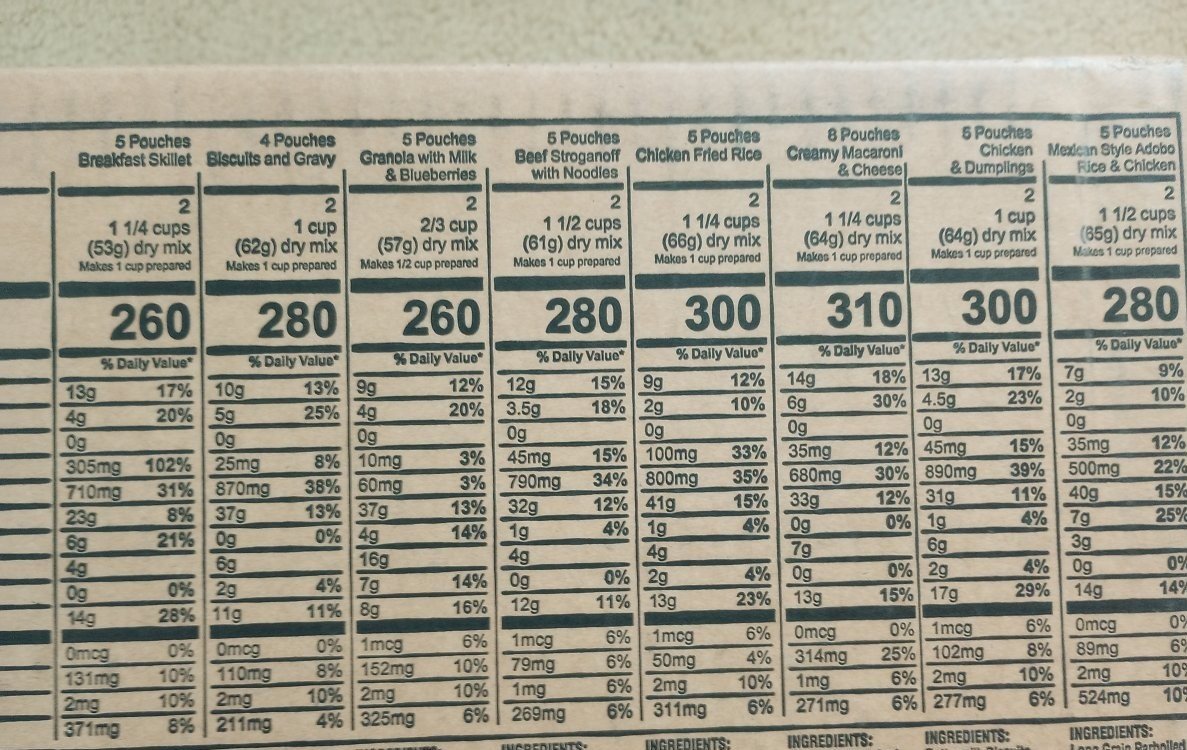 5 Pouches 4 Pouches 5 Pouches 5 Pouches 5 Pouches 8 Pouches 5 Pouches 5 Pouches
Breakfast Skillet Biscuits and Gravy Granola with Milk Beef Stroganoff Chicken Fried Rice Creamy Macaroni Chicken Mexican Style Adobo
& Blueberries with Noodles & Cheese & Dumplings Rice & Chicken
2 2 2 2 2 2 2 2
1 1/4 cups 1 cup 2/3 cup 1 1/2 cups 1 1/4 cups 1 1/4 cups 1 cup 1 1/2 cups
(53g) dry mix (62g) dry mix (57g) dry mix (61g) dry mix (66g) dry mix (64g) dry mix (64g) dry mix (65g) dry mix
Makes 1 cup prepared Makes 1 cup prepared Makes 1/2 cup prepared Makes 1 cup prepared Makes 1 cup prepared Makes 1 cup prepared Makes 1 cup prepared Makes 1 cup prepared
260 280 260 280 300 310 300 280
% Daily Value* % Daily Value* % Daily Value* % Daily Value* % Daily Value* % Daily Value* % Daily Value* % Daily Value*
13g 17% 10g 13% 9g 12% 12g 15% 9g 12% 14g 18% 13g 17% 7g 9%
4g 20% 5g 25% 4g 20% 3.5g 18% 2g 10% 6g 30% 4.5g 23% 2g 10%
0g 0g 0g 0g 0g 0g 0g 0g
305mg 102% 25mg 8% 10mg 3% 45mg 15% 100mg 33% 35mg 12% 45mg 15% 35mg 12%
710mg 31% 870mg 38% 60mg 3% 790mg 34% 800mg 35% 680mg 30% 890mg 39% 500mg 22%
23g 8% 37g 13% 37g 13% 32g 12% 41g 15% 33g 12% 31g 11% 40g 15%
6g 21% 0g 0% 4g 14% 1g 4% 1g 4% 0g 0% 1g 4% 7g 25%
4g 6g 16g 4g 4g 7g 6g 3g
0g 0% 2g 4% 7g 14% 0g 0% 2g 4% 0g 0% 2g 4% 0g 0%
14g 28% 11g 11% 8g 16% 12g 11% 13g 23% 13g 15% 17g 29% 14g 14%
0mcg 0% 0mcg 0% 1mcg 6% 1mcg 6% 1mcg 6% 0mcg 0% 1mcg 6% 0mcg 0%
131mg 10% 110mg 8% 152mg 10% 79mg 6% 50mg 4% 314mg 25% 102mg 8% 89mg 6%
2mg 10% 2mg 10% 2mg 10% 1mg 6% 2mg 10% 1mg 6% 2mg 10% 2mg 10%
371mg 8% 211mg 4% 325mg 6% 269mg 6% 311mg 6% 271mg 6% 277mg 6% 524mg 10%
INGREDIENTS: INGREDIENTS: INGREDIENTS: INGREDIENTS: INGREDIENTS: